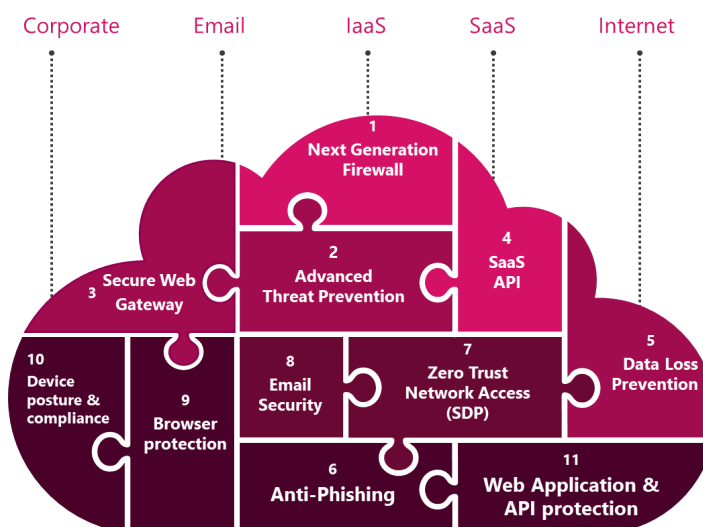 Corporate
Email
IaaS
SaaS
Internet
1
Next Generation
Firewall
2
Advanced
Threat Prevention
3
Secure Web
Gateway
4
SaaS
API
5
Data Loss
Prevention
10
Device
posture &
compliance
9
Browser
protection
8
Email
Security
7
Zero Trust
Network Access
(SDP)
6
Anti-Phishing
11
Web Application &
API protection